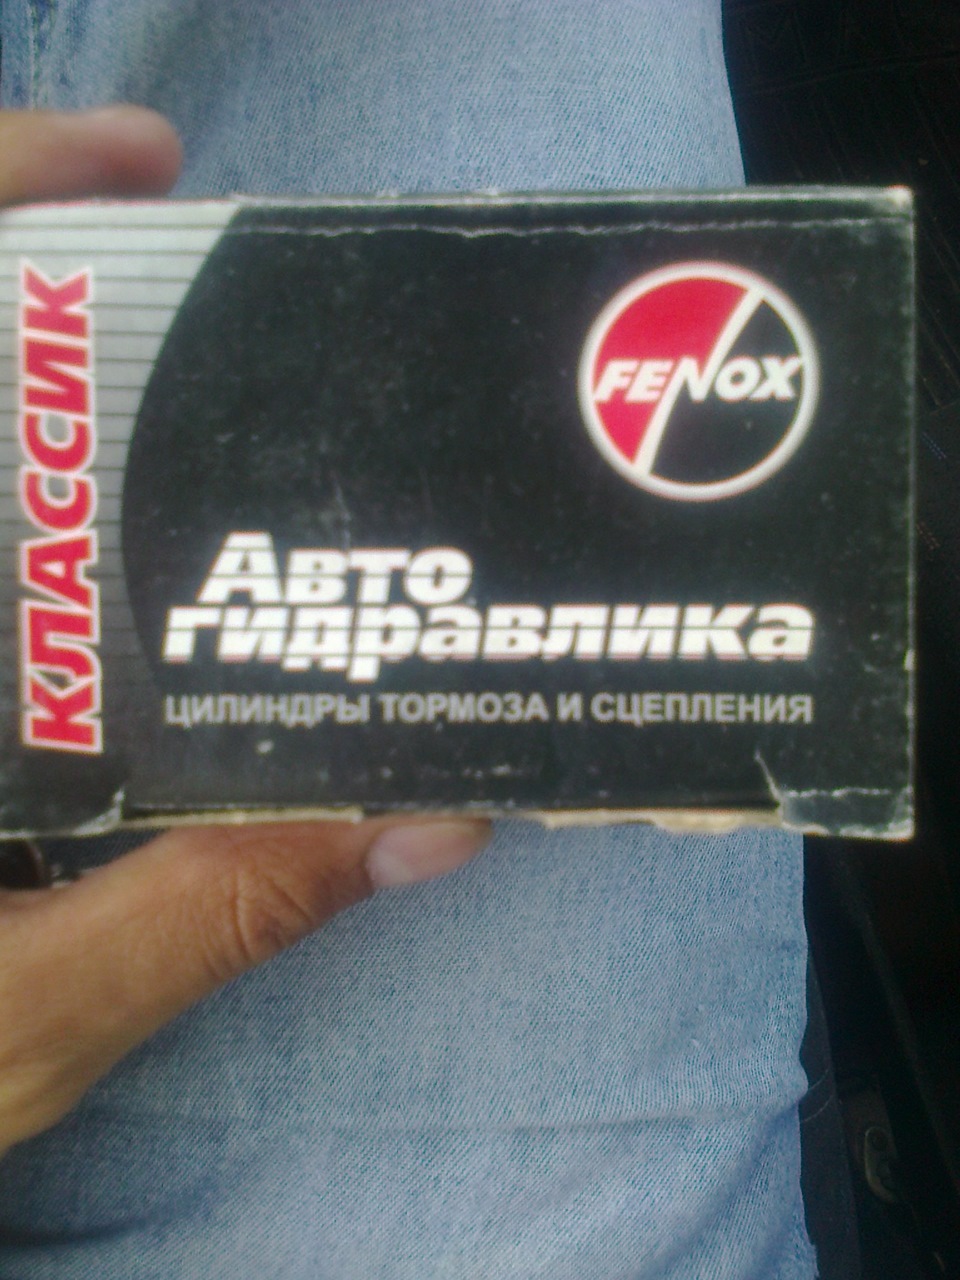 КЛАССИК
FENOX
Авто
гидравлика
ЦИЛИНДРЫ ТОРМОЗА И СЦЕПЛЕНИЯ